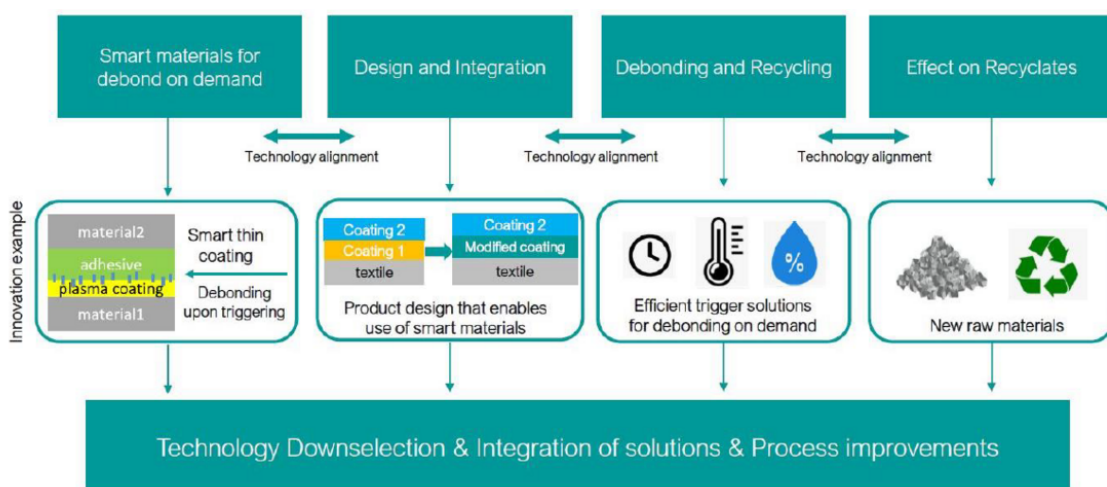 Smart materials for
debond on demand
Design and Integration
Debonding and Recycling
Effect on Recyclates
Technology alignment
Technology alignment
Technology alignment
Innovation example
material2
adhesive
plasma coating
material1
Smart thin
coating
Debonding
upon triggering
Coating 2
Coating 1
textile
Coating 2
Modified coating
textile
Product design that enables
use of smart materials
%
Efficient trigger solutions
for debonding on demand
New raw materials
Technology Downselection & Integration of solutions & Process improvements